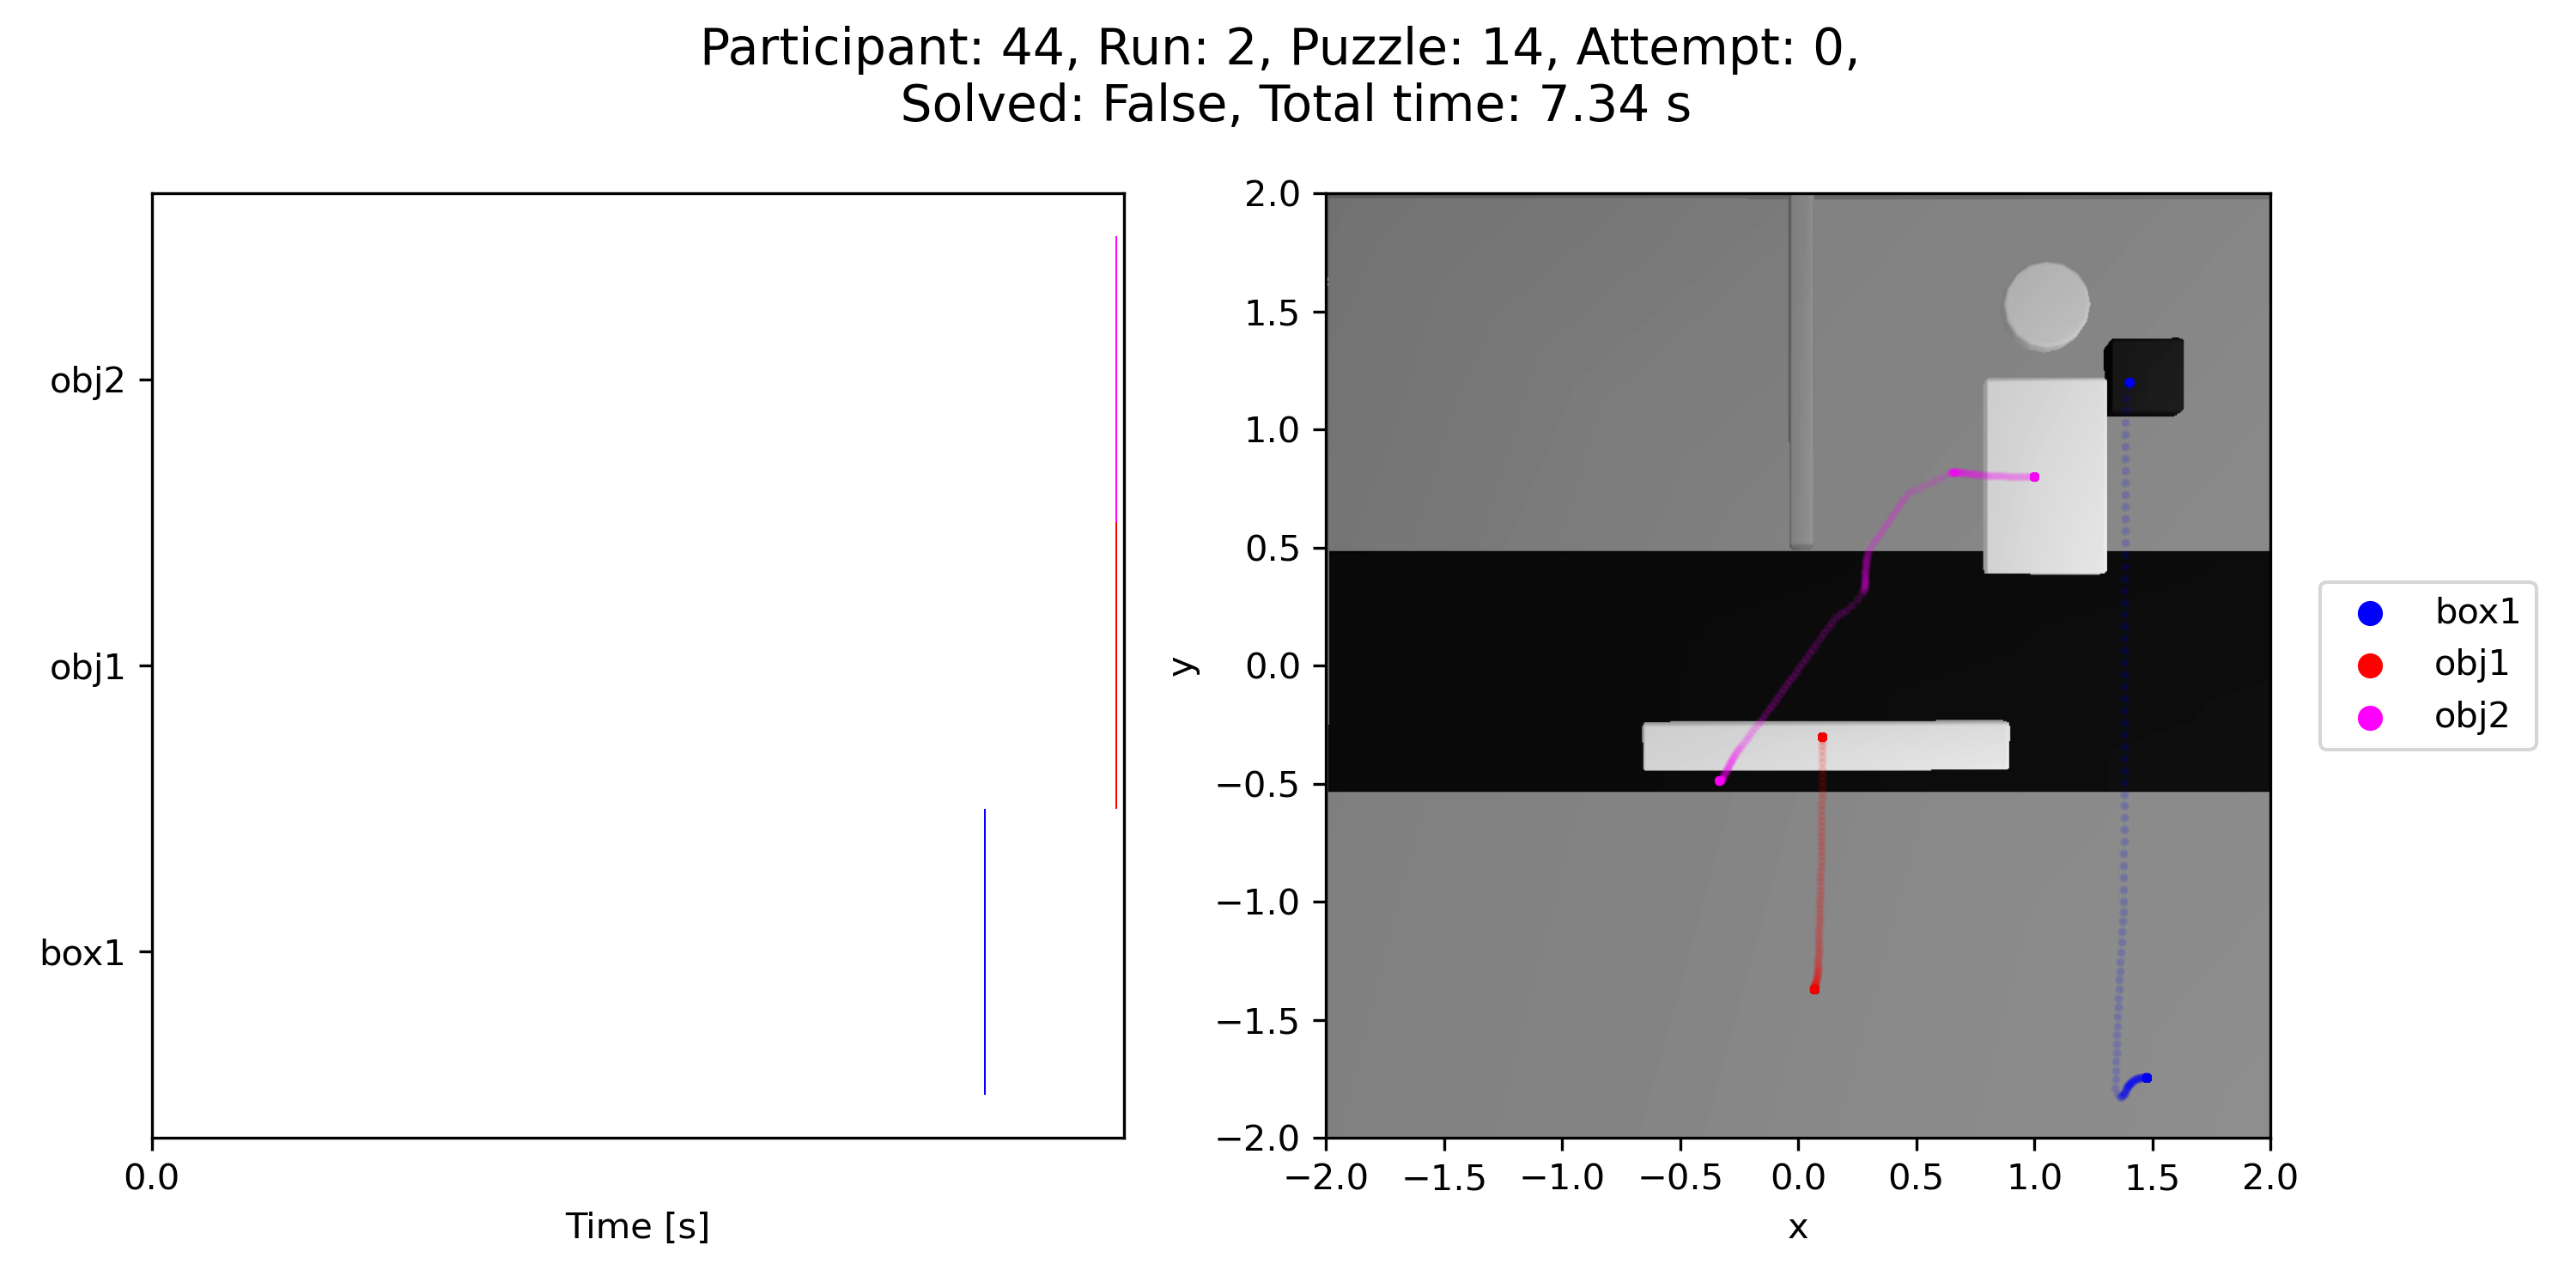 Participant: 44, Run: 2, Puzzle: 14, Attempt: 0,
Solved: False, Total time: 7.34 s
obj2
obj1
box1
0.0
Time [s]
2.0
1.5
1.0
0.5
0.0
−0.5
−1.0
−1.5
−2.0
y
−2.0 −1.5 −1.0 −0.5 0.0 0.5 1.0 1.5 2.0
x
box1
obj1
obj2